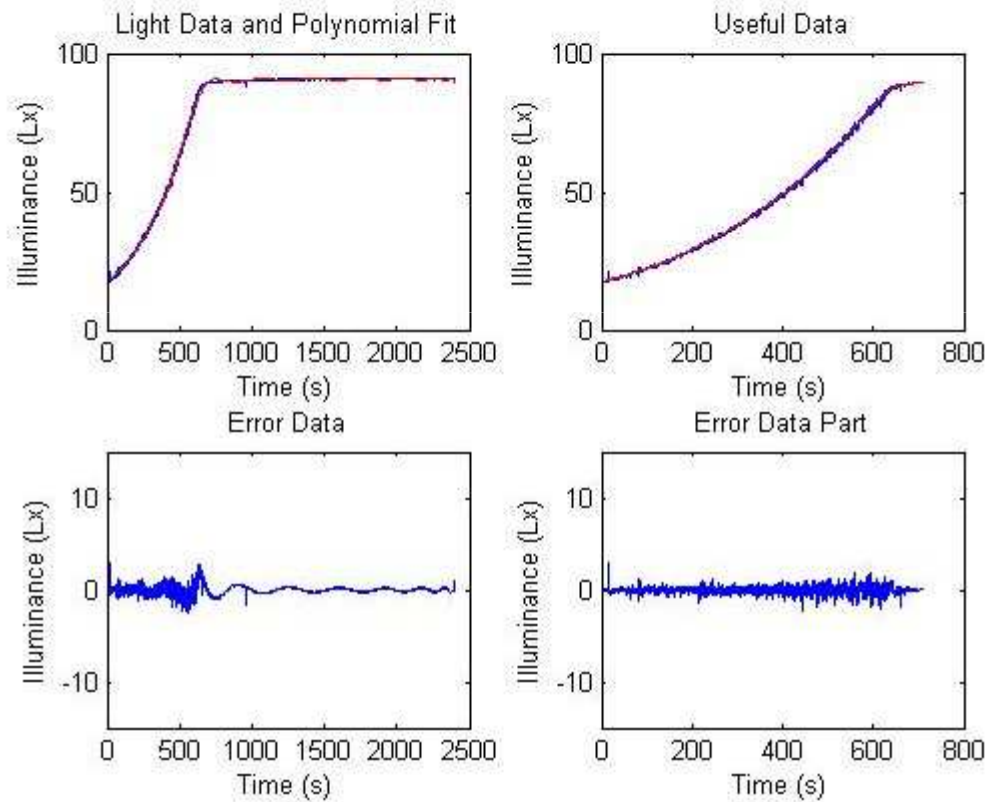 Light Data and Polynomial Fit
100
50
0
Illuminance (Lx)
0 500 1000 1500 2000 2500
Time (s)
Useful Data
100
50
0
Illuminance (Lx)
0 200 400 600 800
Time (s)
Error Data
10
0
-10
Illuminance (Lx)
0 500 1000 1500 2000 2500
Time (s)
Error Data Part
10
0
-10
Illuminance (Lx)
0 200 400 600 800
Time (s)